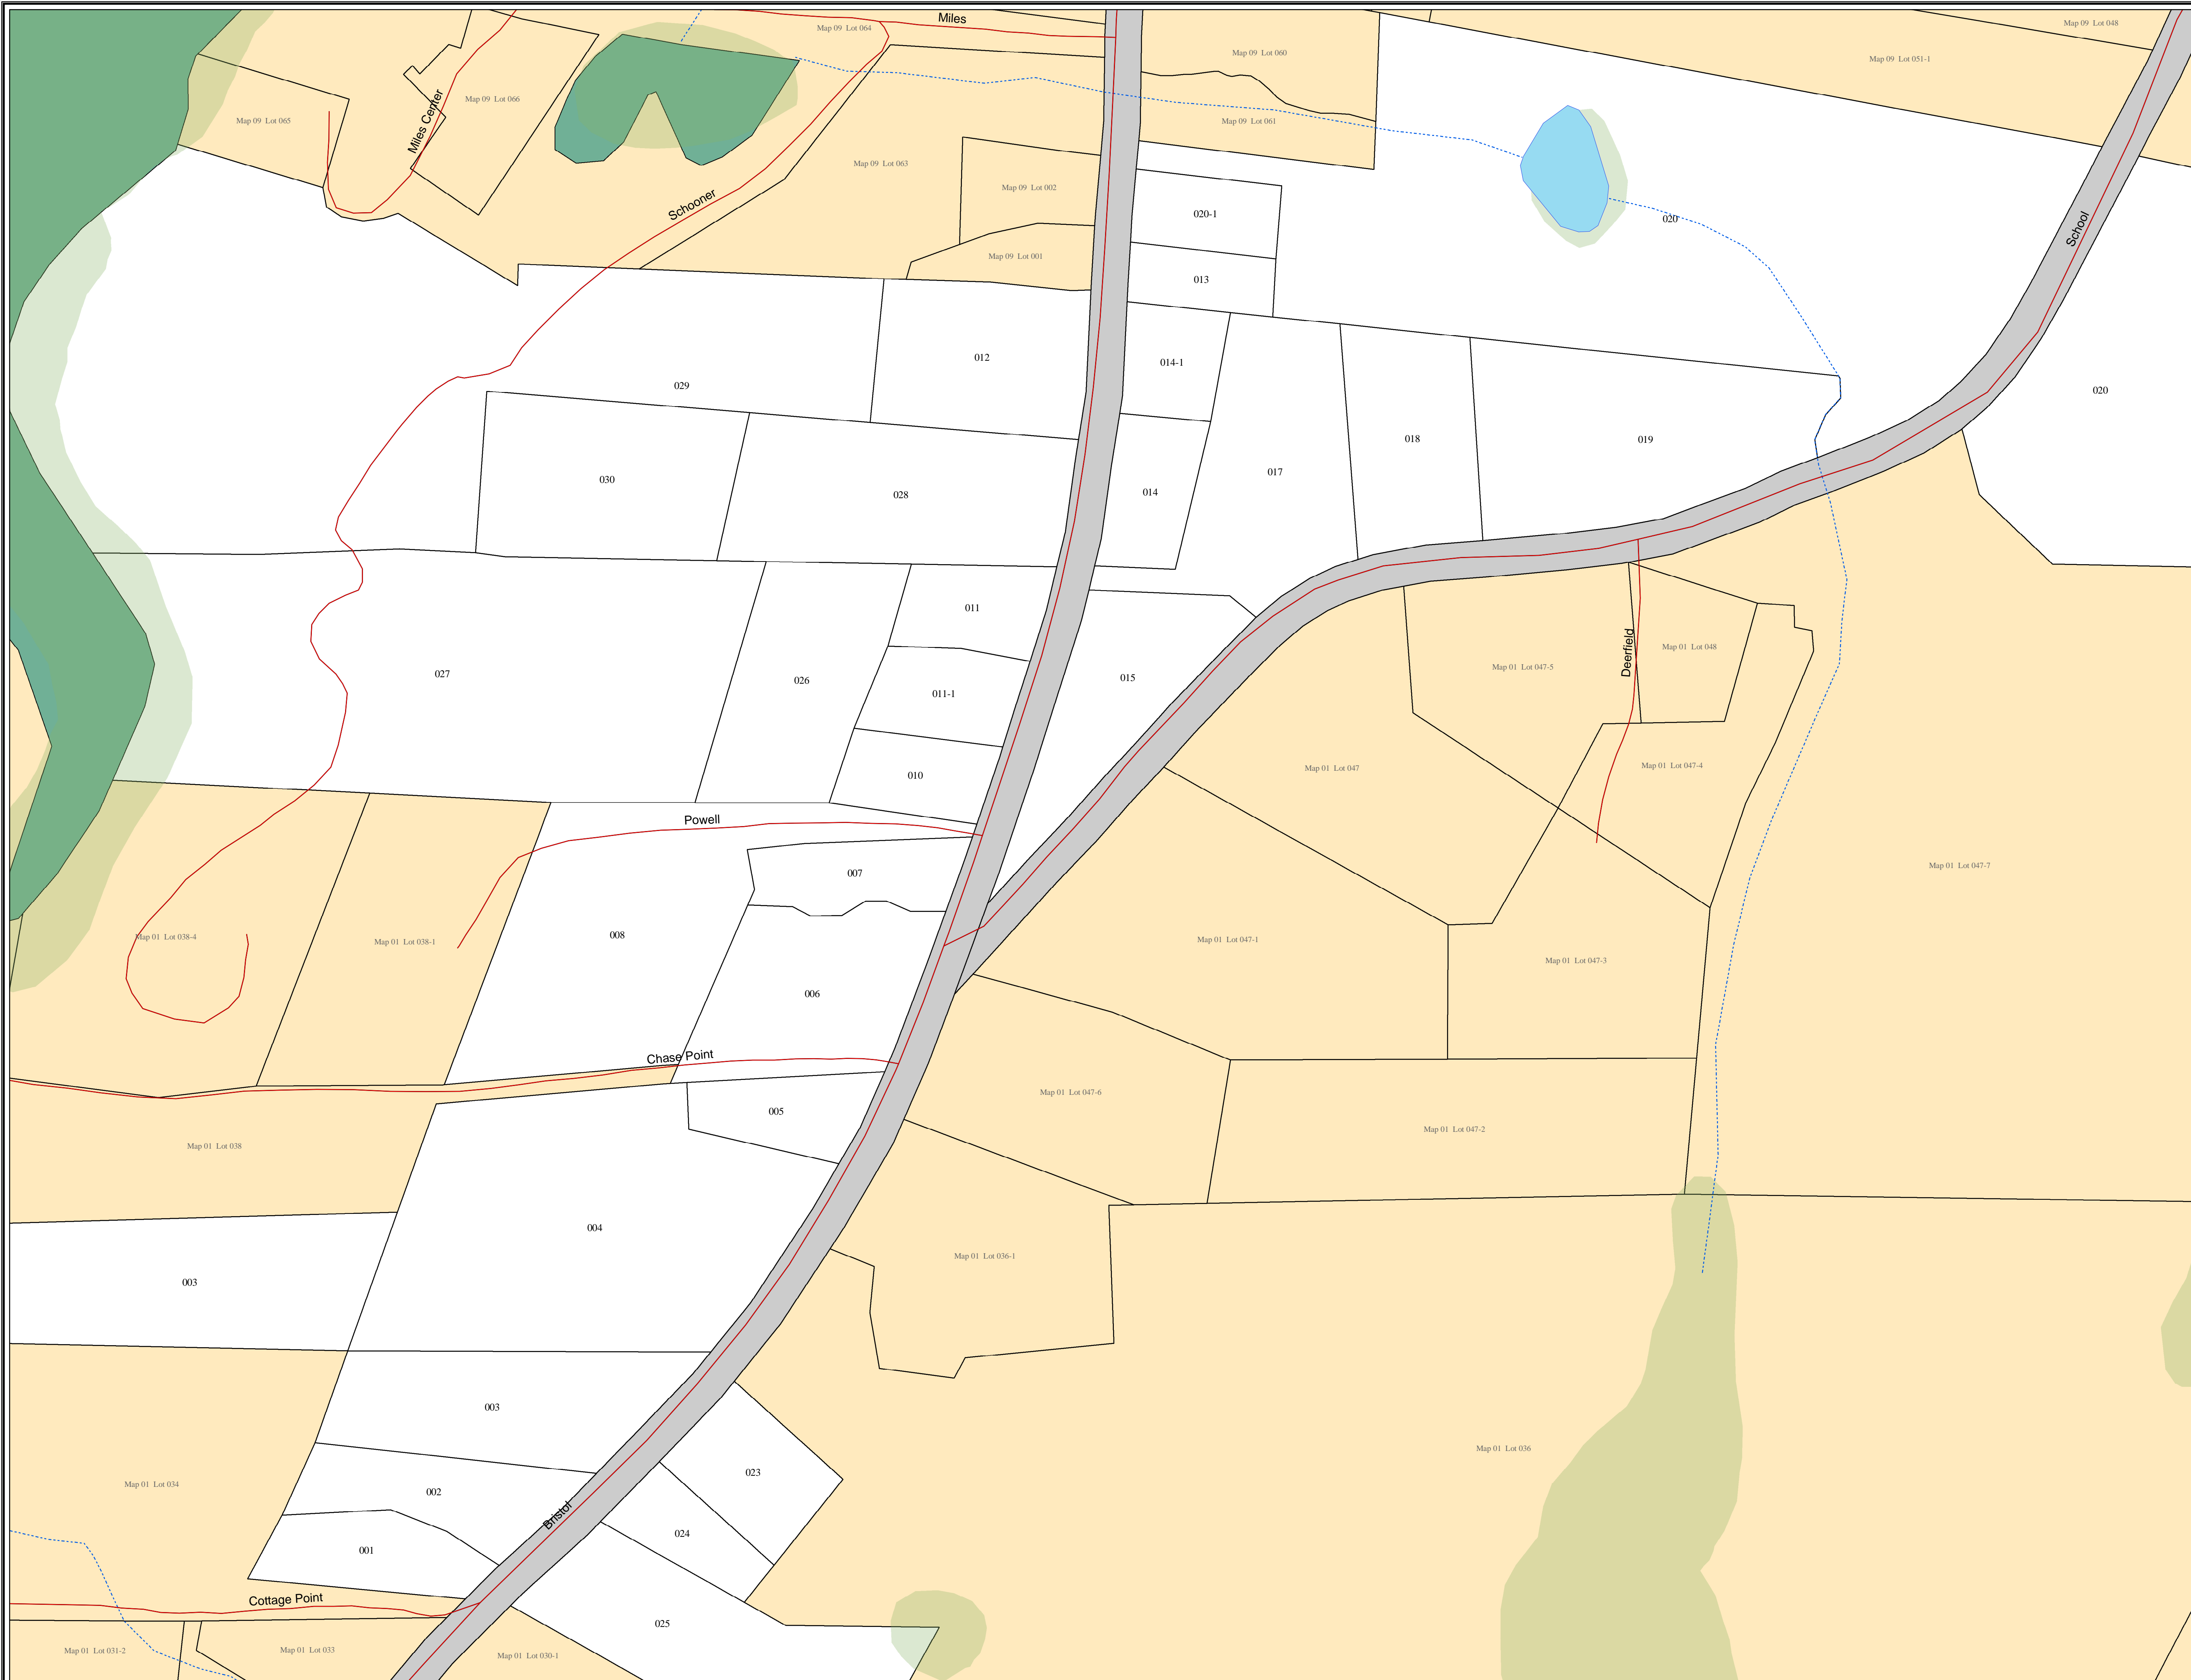 Miles
Map 09 Lot 048
Map 09 Lot 064
Map 09 Lot 060
Map 09 Lot 051-1
Map 09 Lot 066
Miles Center
Map 09 Lot 065
Map 09 Lot 061
Map 09 Lot 063
Map 09 Lot 002
Schooner
020-1
020
School
Map 09 Lot 001
013
012
014-1
029
020
018
019
017
030
028
014
011
Map 01 Lot 048
Deerfield
Map 01 Lot 047-5
027
026
015
011-1
Map 01 Lot 047-4
Map 01 Lot 047
010
Powell
Map 01 Lot 047-7
007
008
Map 01 Lot 038-4
Map 01 Lot 038-1
Map 01 Lot 047-1
Map 01 Lot 047-3
006
Chase Point
Map 01 Lot 047-6
005
Map 01 Lot 047-2
Map 01 Lot 038
004
Map 01 Lot 036-1
003
003
Map 01 Lot 036
023
Map 01 Lot 034
002
Bristol
024
001
Cottage Point
025
Map 01 Lot 031-2
Map 01 Lot 033
Map 01 Lot 030-1